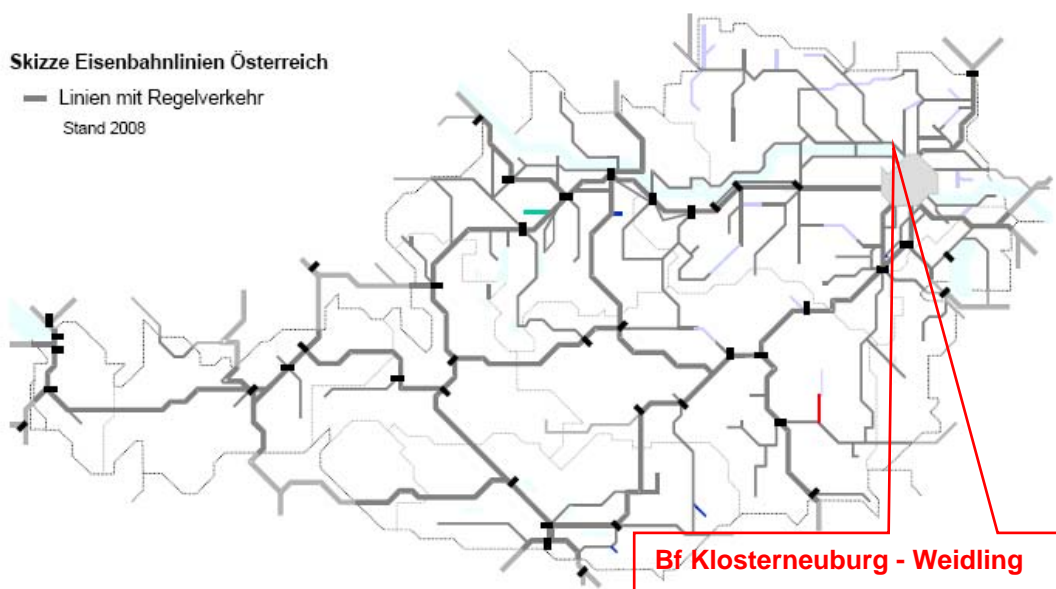 Skizze Eisenbahnlinien Österreich
Linien mit Regelverkehr
Stand 2008
Bf Klosterneuburg - Weidling